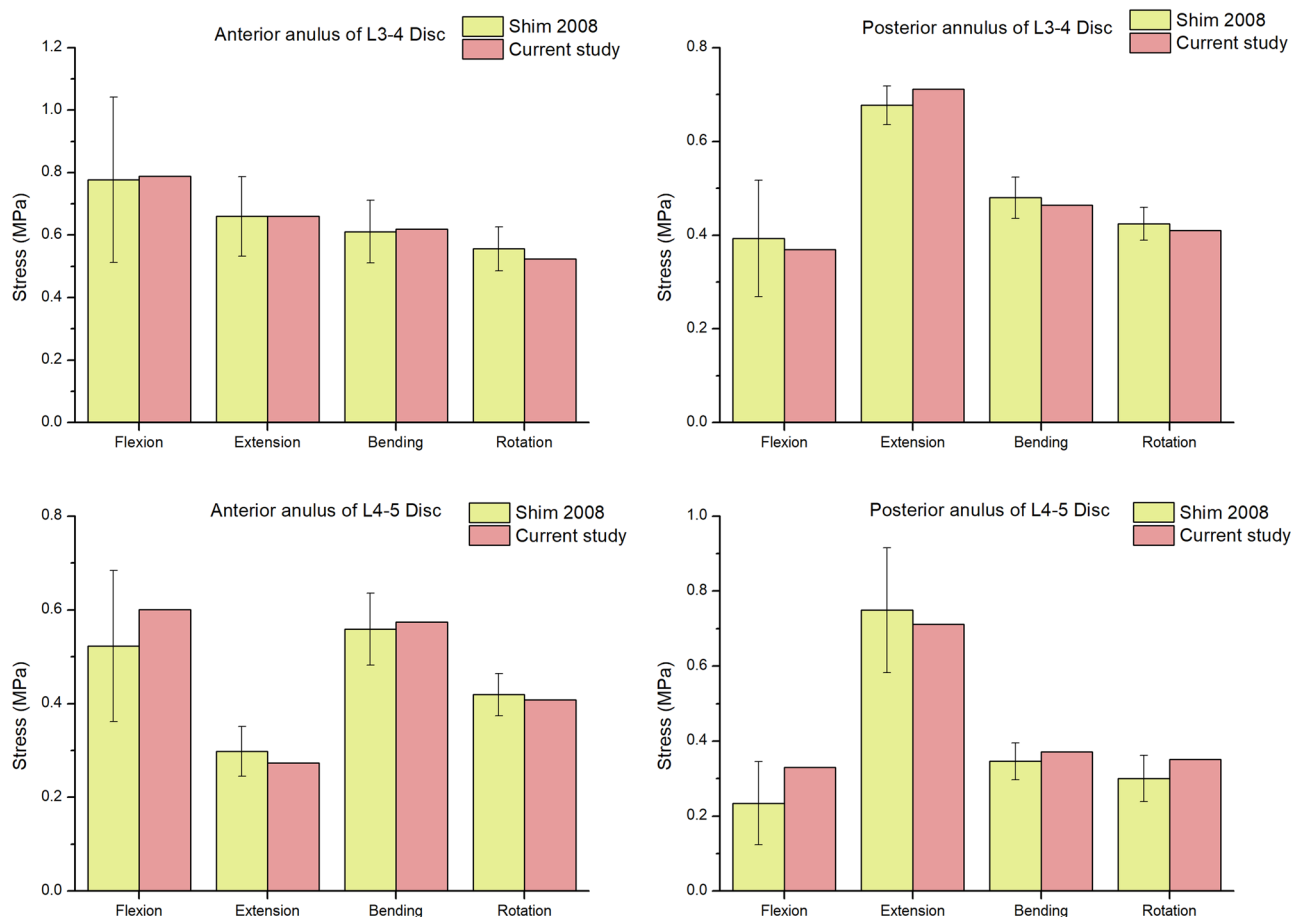 Anterior anulus of L3-4 Disc
Shim 2008
Current study
Stress (MPa)
1.2
1.0
0.8
0.6
0.4
0.2
0.0
Flexion Extension Bending Rotation
Posterior annulus of L3-4 Disc
Shim 2008
Current study
Stress (MPa)
0.8
0.6
0.4
0.2
0.0
Flexion Extension Bending Rotation
Anterior anulus of L4-5 Disc
Shim 2008
Current study
Stress (MPa)
0.8
0.6
0.4
0.2
0.0
Flexion Extension Bending Rotation
Posterior anulus of L4-5 Disc
Shim 2008
Current study
Stress (MPa)
1.0
0.8
0.6
0.4
0.2
0.0
Flexion Extension Bending Rotation